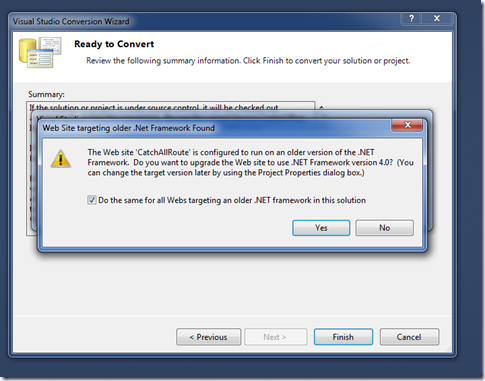 Visual Studio Conversion Wizard
Ready to Convert
Review the following summary information. Click Finish to convert your solution or project.
Summary:
If the solution or project is under source control, it will be checked out
Web Site targeting older .Net Framework Found
The Web site 'CatchAllRoute' is configured to run on an older version of the .NET
Framework. Do you want to upgrade the Web site to use .NET Framework version 4.0? (You
can change the target version later by using the Project Properties dialog box.)
Do the same for all Webs targeting an older .NET framework in this solution
Yes
No
< Previous
Next >
Finish
Cancel